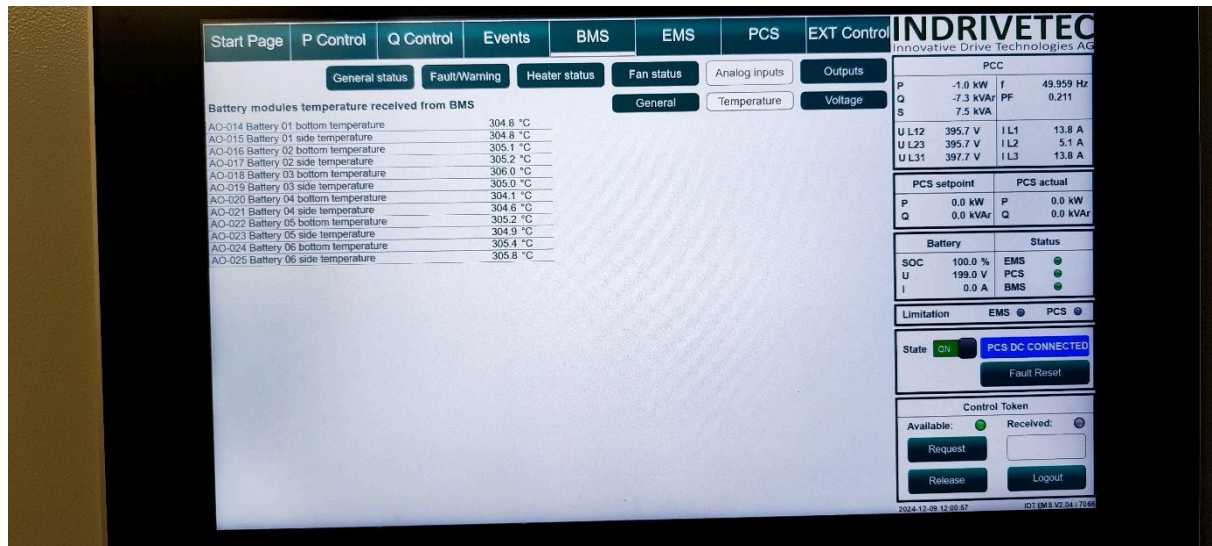 Start Page P Control Q Control Events BMS EMS PCS EXT Control
INDRIVETEC
Innovative Drive Technologies AG
General status Fault/Warning Heater status Fan status Analog inputs Outputs
General Temperature Voltage
Battery modules temperature received from BMS
AO-014 Battery 01 bottom temperature 304.8 °C
AO-015 Battery 01 side temperature 304.8 °C
AO-016 Battery 02 bottom temperature 305.1 °C
AO-017 Battery 02 side temperature 305.2 °C
AO-018 Battery 03 bottom temperature 306.0 °C
AO-019 Battery 03 side temperature 305.0 °C
AO-020 Battery 04 bottom temperature 304.1 °C
AO-021 Battery 04 side temperature 304.6 °C
AO-022 Battery 05 bottom temperature 305.2 °C
AO-023 Battery 05 side temperature 304.9 °C
AO-024 Battery 06 bottom temperature 305.4 °C
AO-025 Battery 06 side temperature 305.8 °C
PCC
P -1.0 kW f 49.959 Hz
Q -7.3 kVAr PF 0.211
S 7.5 kVA
U L12 395.7 V I L1 13.8 A
U L23 395.7 V I L2 5.1 A
U L31 397.7 V I L3 13.8 A
PCS setpoint PCS actual
P 0.0 kW P 0.0 kW
Q 0.0 kVAr Q 0.0 kVAr
Battery Status
SOC 100.0 % EMS
U 199.0 V PCS
I 0.0 A BMS
Limitation EMS PCS
State ON PCS DC CONNECTED
Fault Reset
Control Token
Available: Received:
Request
Release Logout
2024-12-09 12:00:57 IDT EMS V2.04 / 7066